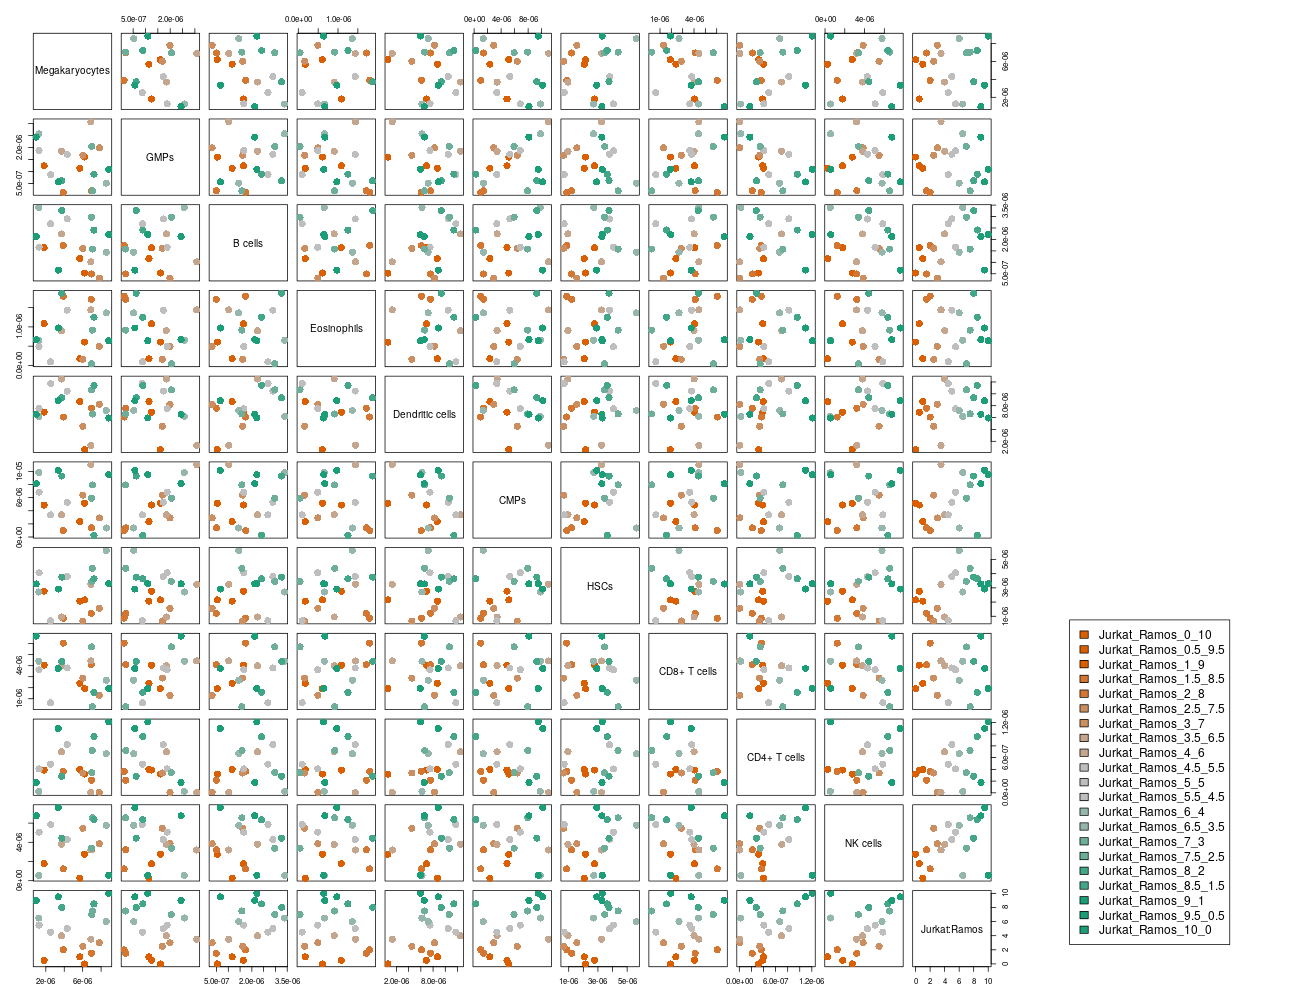 5.0e-07 2.0e-06 0.0e+00 1.0e-06 0e+00 4e-06 8e-06 1e-06 4e-06 0e+00 4e-06
Megakaryocytes 2e-06 6e-06
5.0e-07 2.0e-06 GMPs
B cells 5.0e-07 2.0e-06 3.5e-06
0.0e+00 1.0e-06 Eosinophils
Dendritic cells 2.0e-06 8.0e-06
0e+00 6e-06 1e-05 CMPs
HSCs 1e-06 3e-06 5e-06
1e-06 4e-06 CD8+ T cells
CD4+ T cells 0.0e+00 6.0e-07 1.2e-06
0e+00 4e-06 NK cells
JurkatRamos 0 2 4 6 8 10
2e-06 6e-06 5.0e-07 2.0e-06 3.5e-06 2.0e-06 8.0e-06 1e-06 3e-06 5e-06 0.0e+00 6.0e-07 1.2e-06 0 2 4 6 8 10
Jurkat_Ramos_0_10
Jurkat_Ramos_0.5_9.5
Jurkat_Ramos_1_9
Jurkat_Ramos_1.5_8.5
Jurkat_Ramos_2_8
Jurkat_Ramos_2.5_7.5
Jurkat_Ramos_3_7
Jurkat_Ramos_3.5_6.5
Jurkat_Ramos_4_6
Jurkat_Ramos_4.5_5.5
Jurkat_Ramos_5_5
Jurkat_Ramos_5.5_4.5
Jurkat_Ramos_6_4
Jurkat_Ramos_6.5_3.5
Jurkat_Ramos_7_3
Jurkat_Ramos_7.5_2.5
Jurkat_Ramos_8_2
Jurkat_Ramos_8.5_1.5
Jurkat_Ramos_9_1
Jurkat_Ramos_9.5_0.5
Jurkat_Ramos_10_0